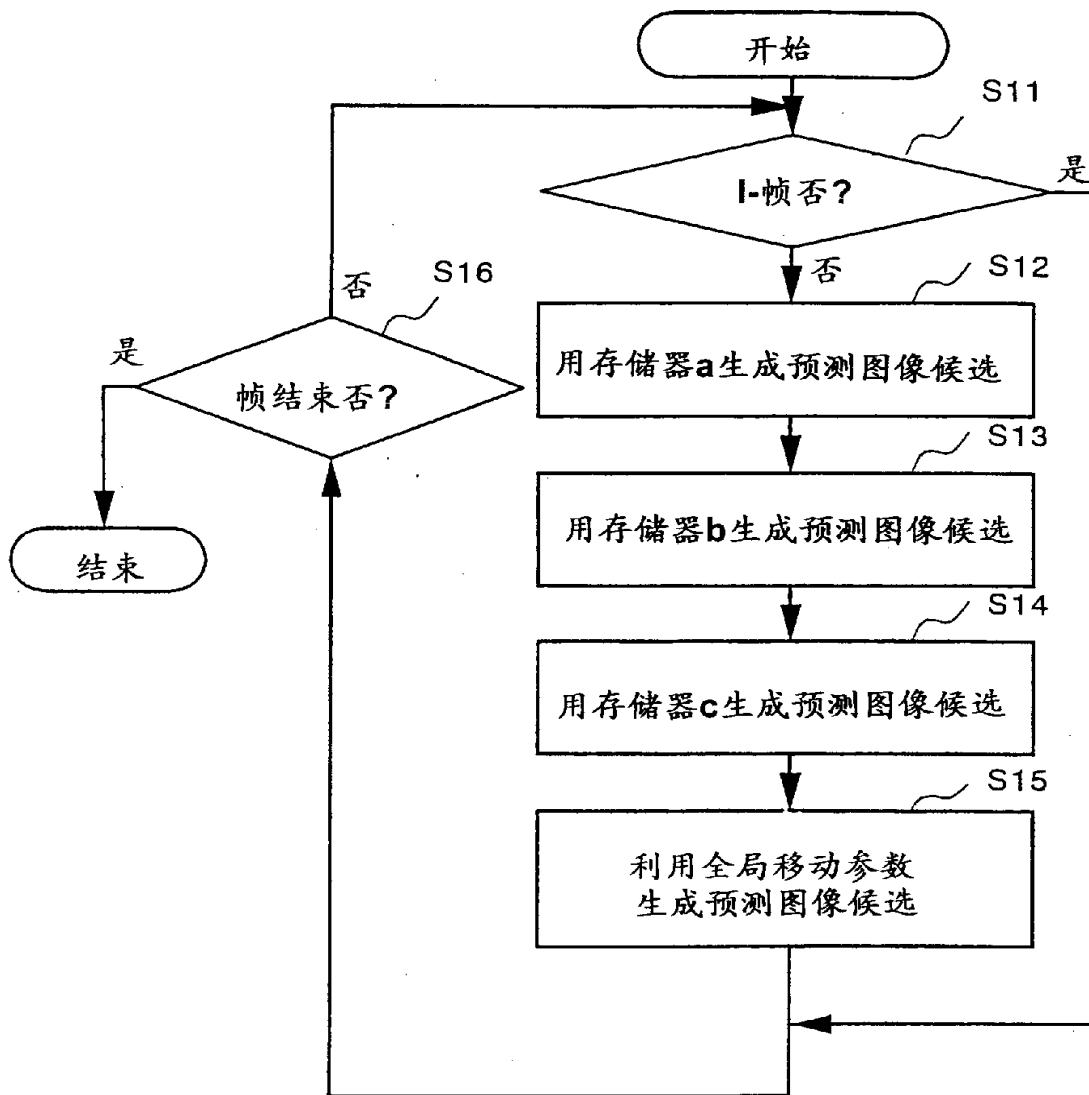 开始
S11
I-帧否?
是
否
S12
用存储器a生成预测图像候选
S13
用存储器b生成预测图像候选
S14
用存储器c生成预测图像候选
S15
利用全局移动参数
生成预测图像候选
S16
否
是
帧结束否?
结束